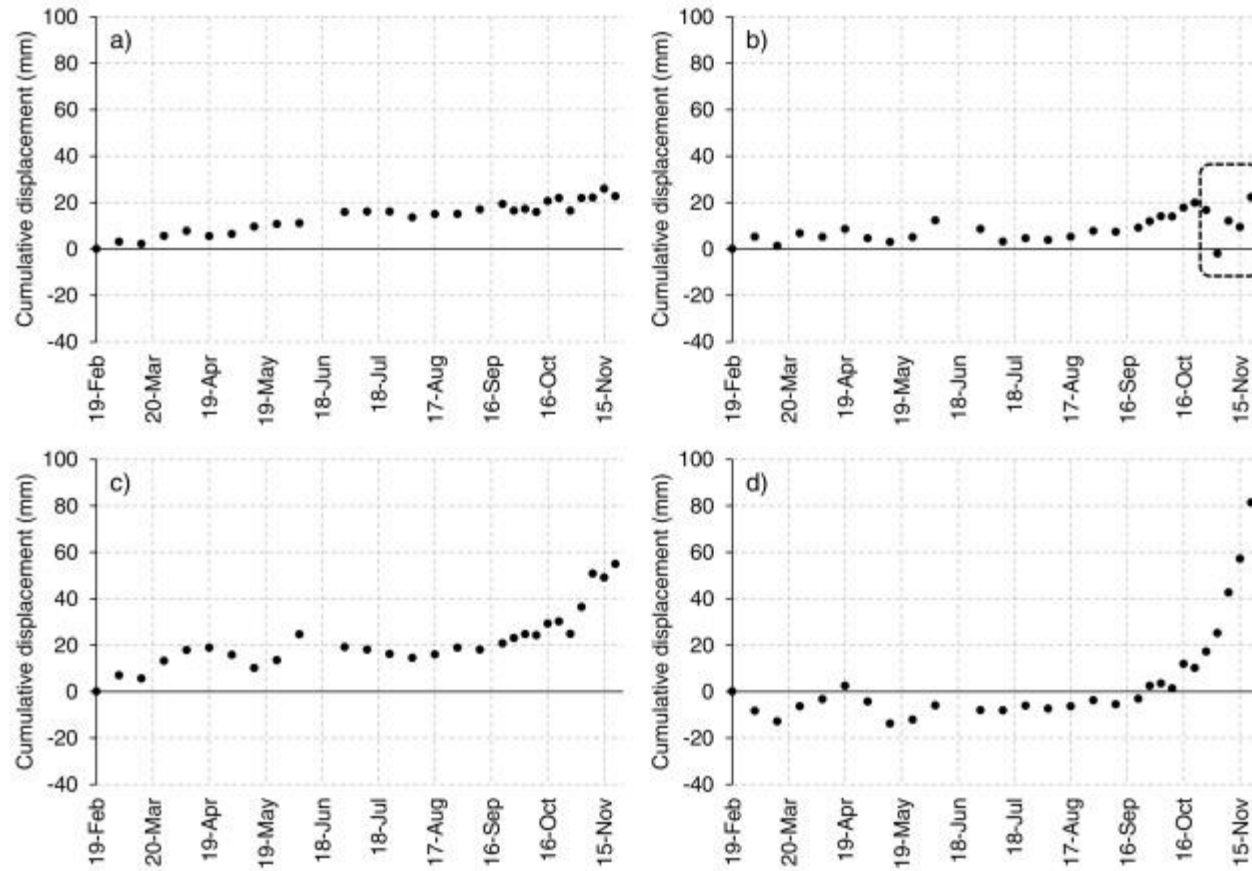 a)
Cumulative displacement (mm)
100
80
60
40
20
0
-20
-40
19-Feb
20-Mar
19-Apr
19-May
18-Jun
18-Jul
17-Aug
16-Sep
16-Oct
15-Nov
b)
Cumulative displacement (mm)
100
80
60
40
20
0
-20
-40
19-Feb
20-Mar
19-Apr
19-May
18-Jun
18-Jul
17-Aug
16-Sep
16-Oct
15-Nov
c)
Cumulative displacement (mm)
100
80
60
40
20
0
-20
-40
19-Feb
20-Mar
19-Apr
19-May
18-Jun
18-Jul
17-Aug
16-Sep
16-Oct
15-Nov
d)
Cumulative displacement (mm)
100
80
60
40
20
0
-20
-40
19-Feb
20-Mar
19-Apr
19-May
18-Jun
18-Jul
17-Aug
16-Sep
16-Oct
15-Nov